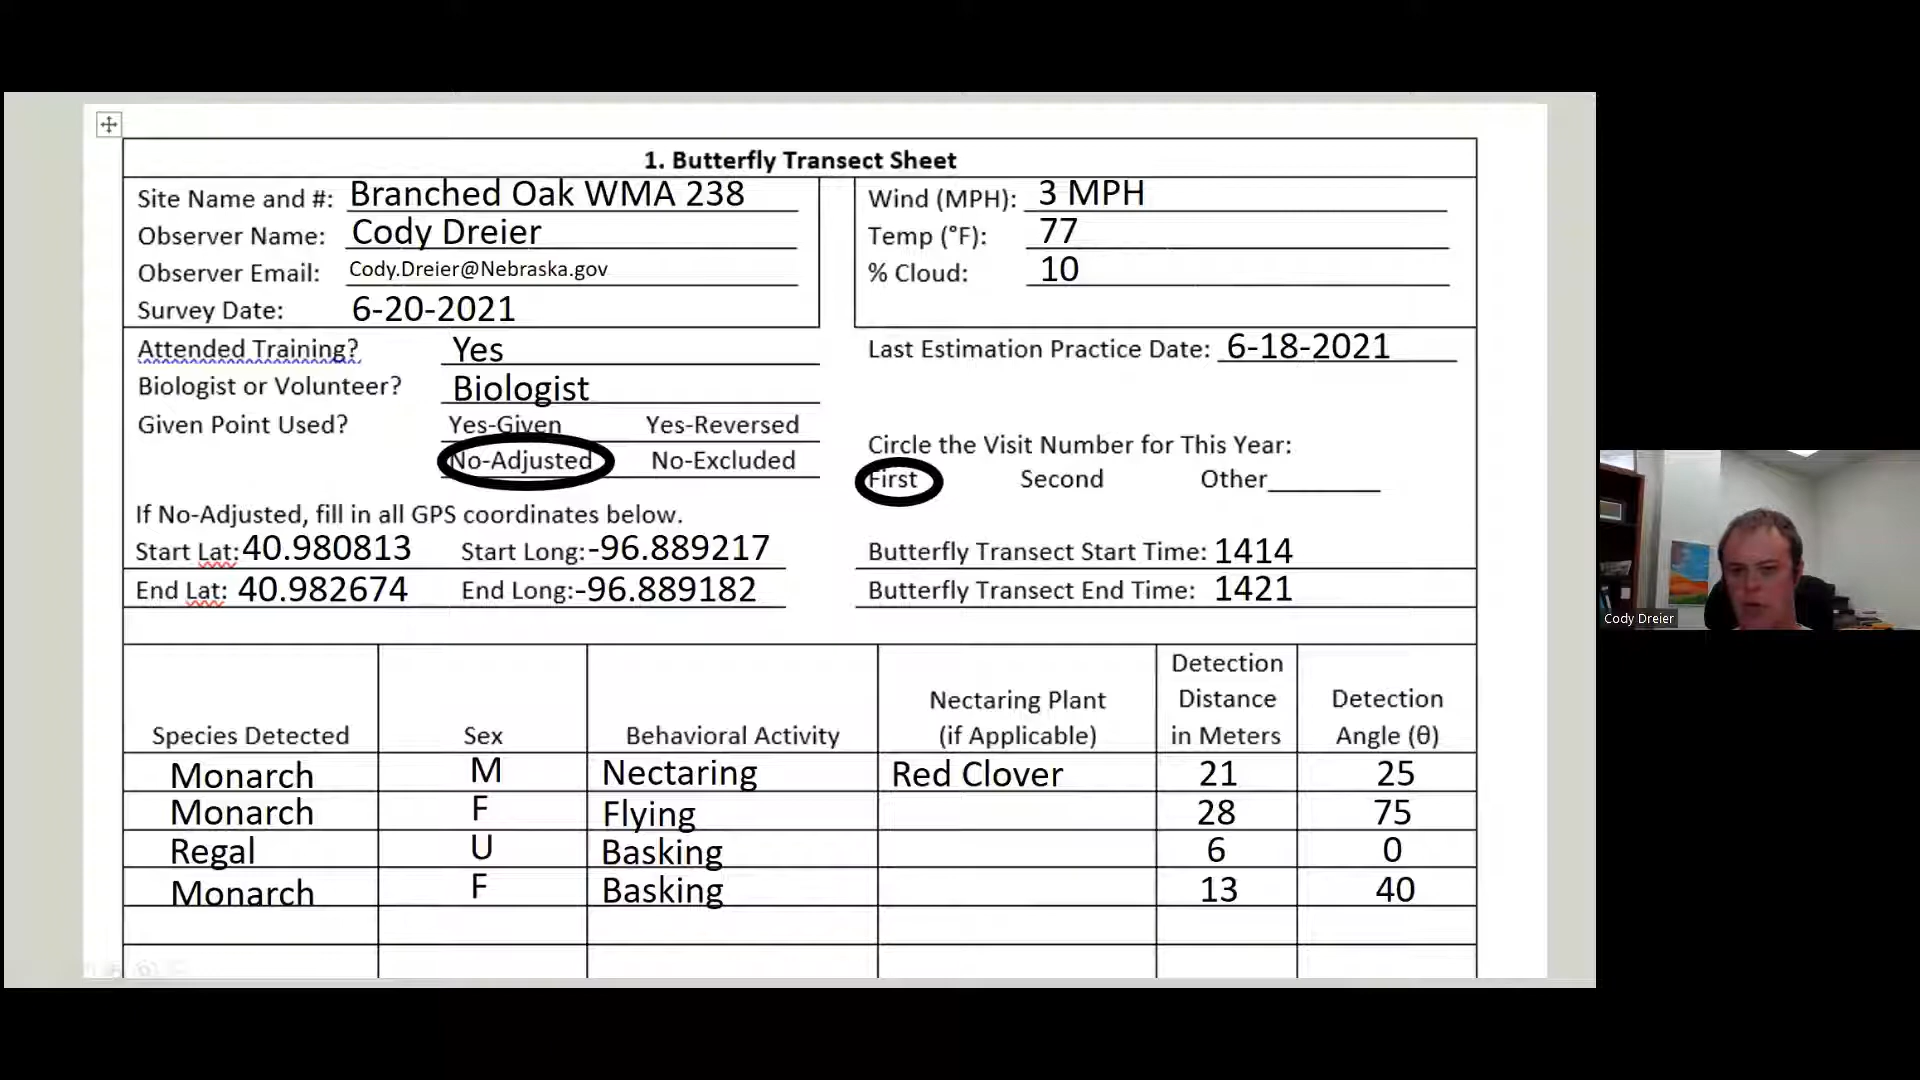 1. Butterfly Transect Sheet
Site Name and #: Branched Oak WMA 238
Observer Name: Cody Dreier
Observer Email: Cody.Dreier@Nebraska.gov
Survey Date: 6-20-2021
Wind (MPH): 3 MPH
Temp (°F): 77
% Cloud: 10
Attended Training? Yes
Biologist or Volunteer? Biologist
Given Point Used? Yes-Given Yes-Reversed
No-Adjusted No-Excluded
Last Estimation Practice Date: 6-18-2021
Circle the Visit Number for This Year:
First Second Other
If No-Adjusted, fill in all GPS coordinates below.
Start Lat: 40.980813 Start Long: -96.889217
End Lat: 40.982674 End Long: -96.889182
Butterfly Transect Start Time: 1414
Butterfly Transect End Time: 1421
Species Detected Sex Behavioral Activity Nectaring Plant (if Applicable) Detection Distance in Meters Detection Angle (θ)
Monarch M Nectaring Red Clover 21 25
Monarch F Flying 28 75
Regal U Basking 6 0
Monarch F Basking 13 40
Cody Dreier